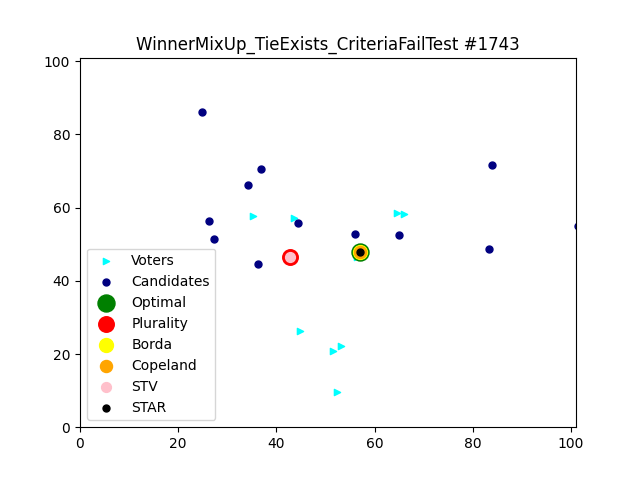 WinnerMixUp_TieExists_CriteriaFailTest #1743
100
80
60
40
20
0
Voters
Candidates
Optimal
Plurality
Borda
Copeland
STV
STAR
0 20 40 60 80 100